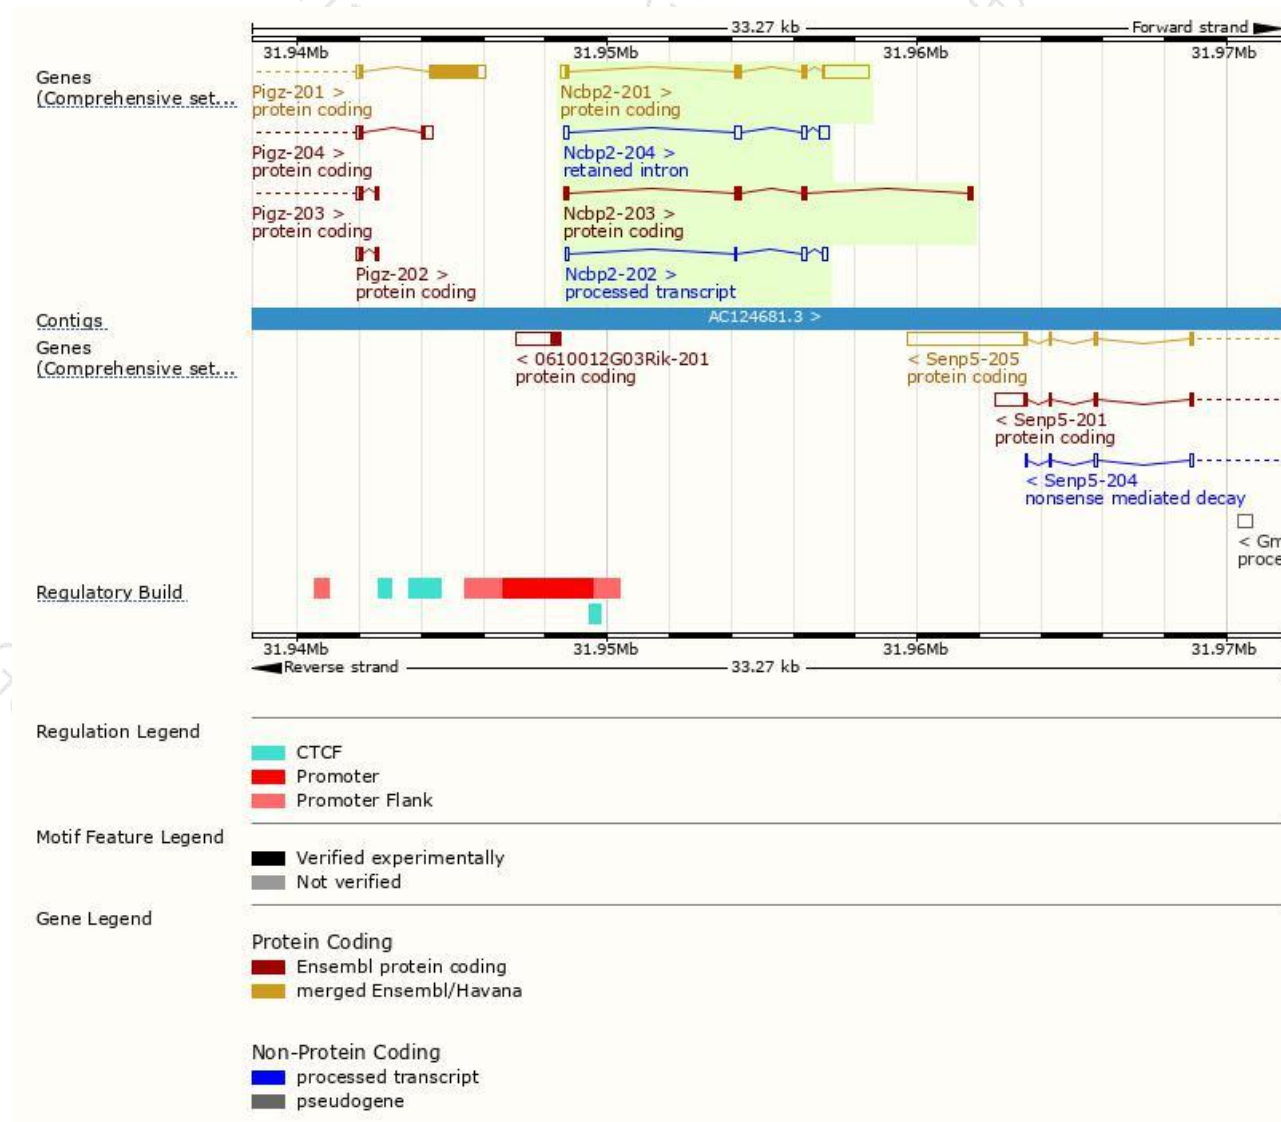 33.27 kb Forward strand
31.94Mb 31.95Mb 31.96Mb 31.97Mb
Genes
(Comprehensive set...
Pigz-201 > Ncbp2-201 >
protein coding protein coding
Pigz-204 > Ncbp2-204 >
protein coding retained intron
Pigz-203 > Ncbp2-203 >
protein coding protein coding
Pigz-202 > Ncbp2-202 >
protein coding processed transcript
Contigs AC124681.3 >
Genes
(Comprehensive set...
< 0610012G03Rik-201 < Senp5-205
protein coding protein coding
< Senp5-201
protein coding
< Senp5-204
nonsense mediated decay
< Gm
proce
Regulatory Build
31.94Mb 31.95Mb 31.96Mb 31.97Mb
Reverse strand 33.27 kb
Regulation Legend
CTCF
Promoter
Promoter Flank
Motif Feature Legend
Verified experimentally
Not verified
Gene Legend
Protein Coding
Ensembl protein coding
merged Ensembl/Havana
Non-Protein Coding
processed transcript
pseudogene